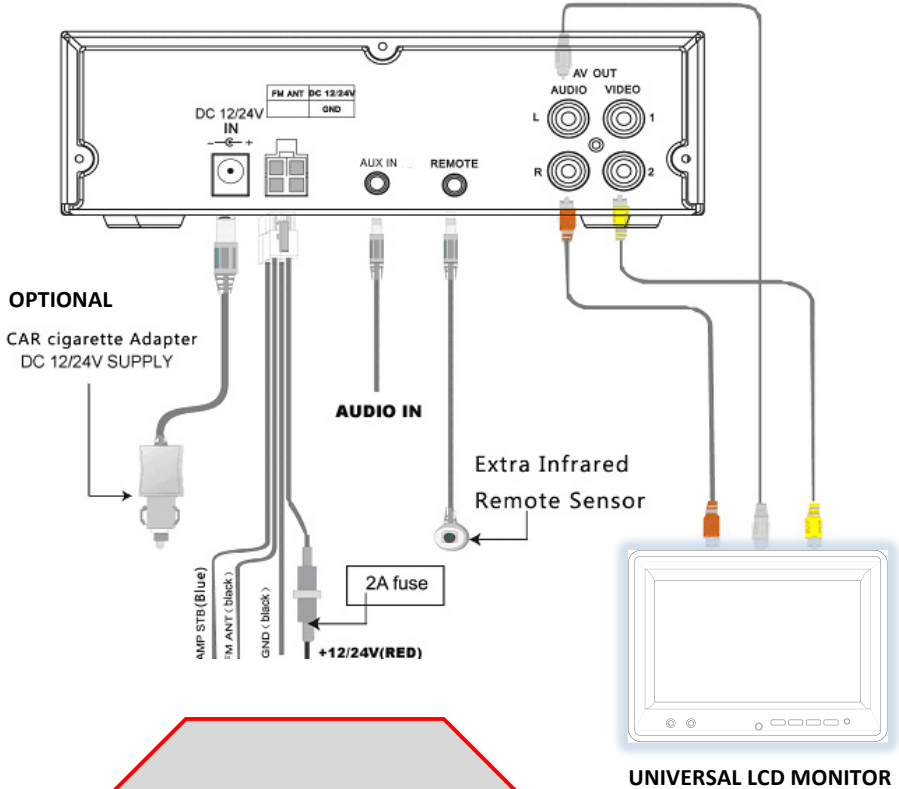 AV OUT
AUDIO VIDEO
FM ANT DC 12/24V
GND
DC 12/24V
IN
- +
L
1
AUX IN
REMOTE
R
2
OPTIONAL
CAR cigarette Adapter
DC 12/24V SUPPLY
AUDIO IN
Extra Infrared
Remote Sensor
2A fuse
AMP STB(Blue)
FM ANT(black)
GND(black)
+12/24V(RED)
UNIVERSAL LCD MONITOR